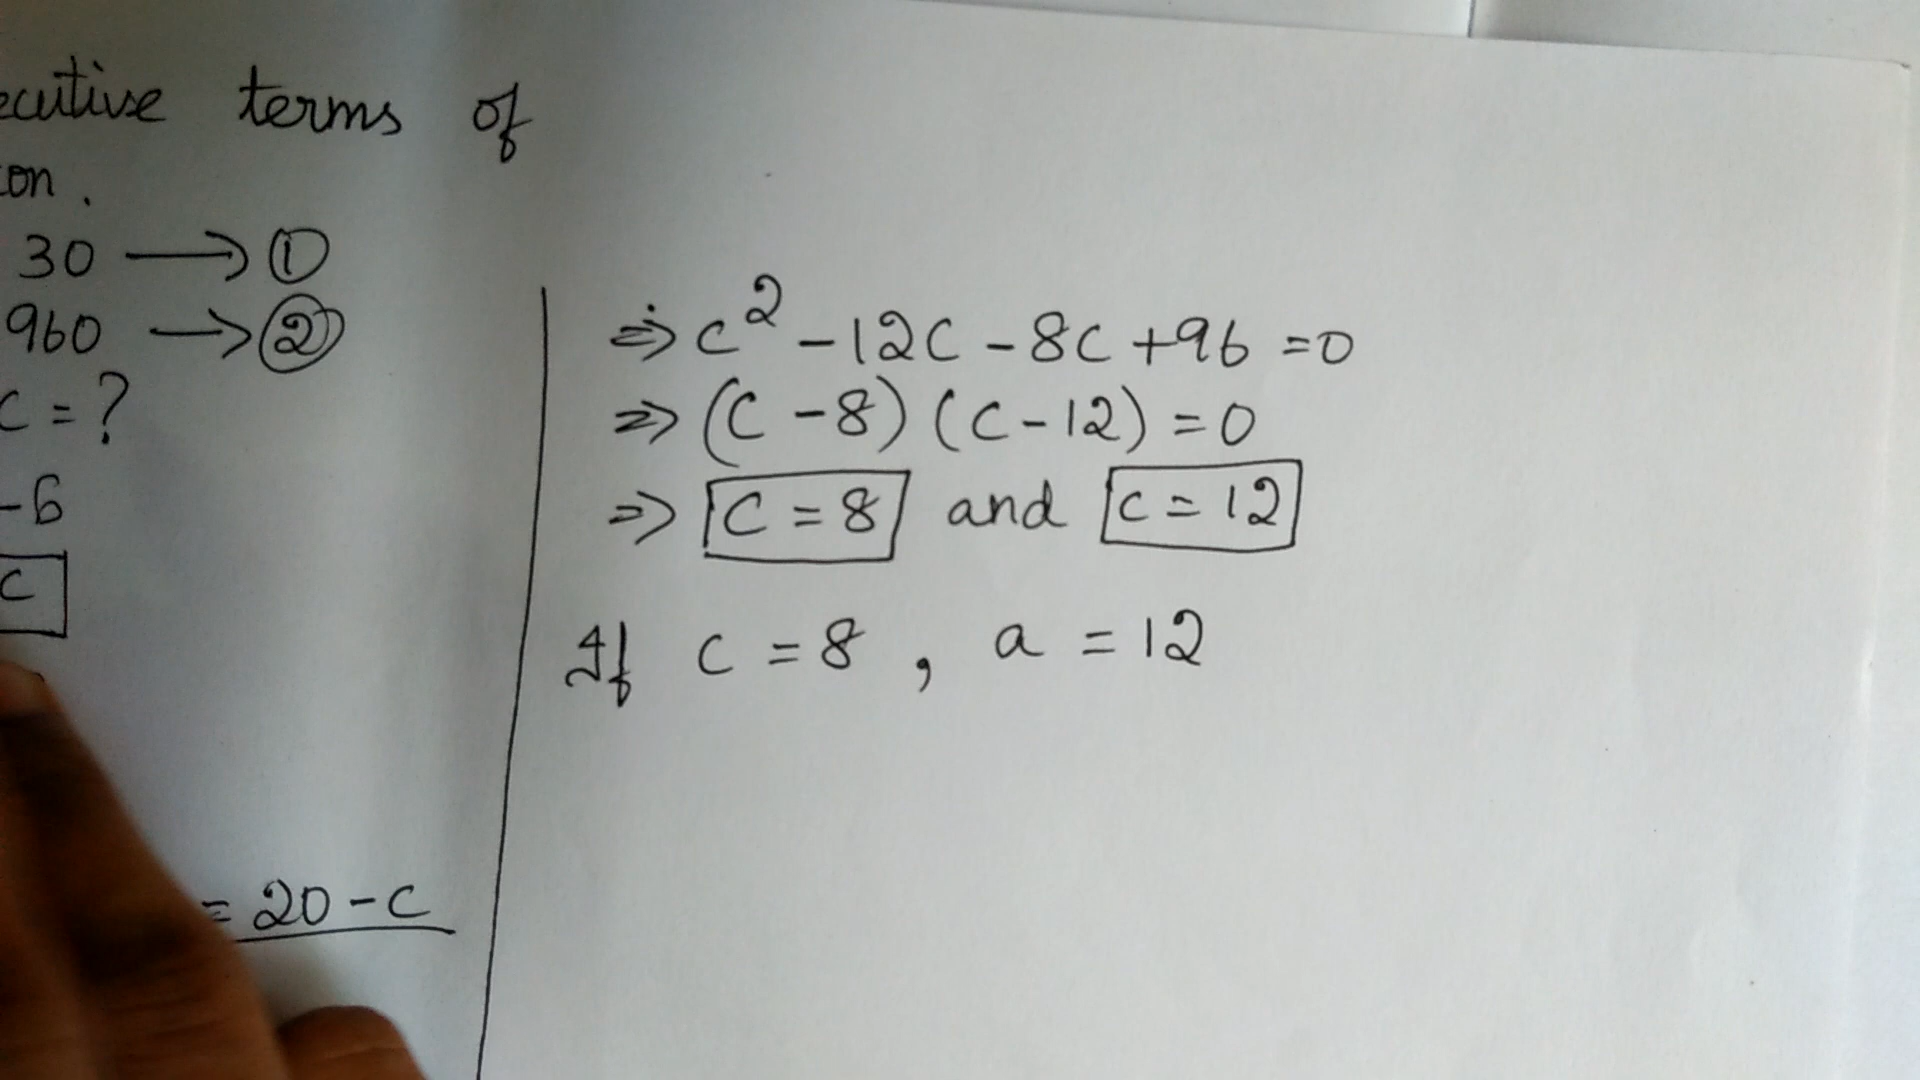 terms of
30 → ①
960 → ②
c = ?
-6
c
= 20 - c
⇒ c² - 12c - 8c + 96 = 0
⇒ (c - 8) (c - 12) = 0
⇒ c = 8 and c = 12
If c = 8 , a = 12